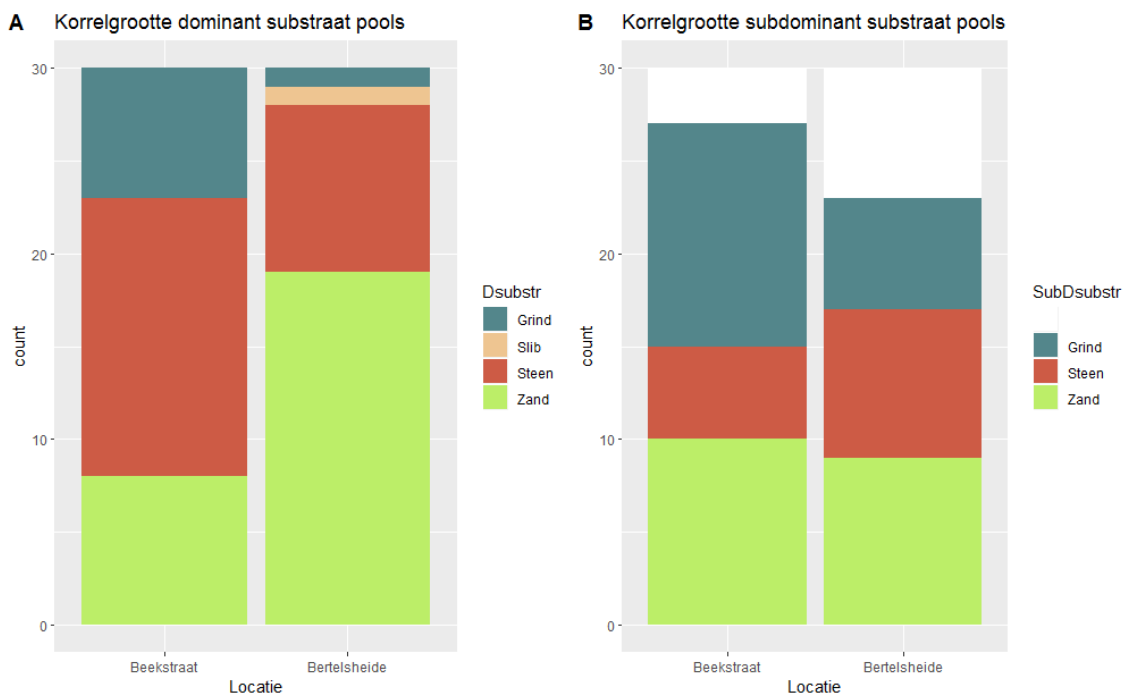 A Korrelgrootte dominant substraat pools
30
20
10
0
count
Beekstraat Bertelsheide
Locatie
Dsubstr
Grind
Slib
Steen
Zand
B Korrelgrootte subdominant substraat pools
30
20
10
0
count
Beekstraat Bertelsheide
Locatie
SubDsubstr
Grind
Steen
Zand